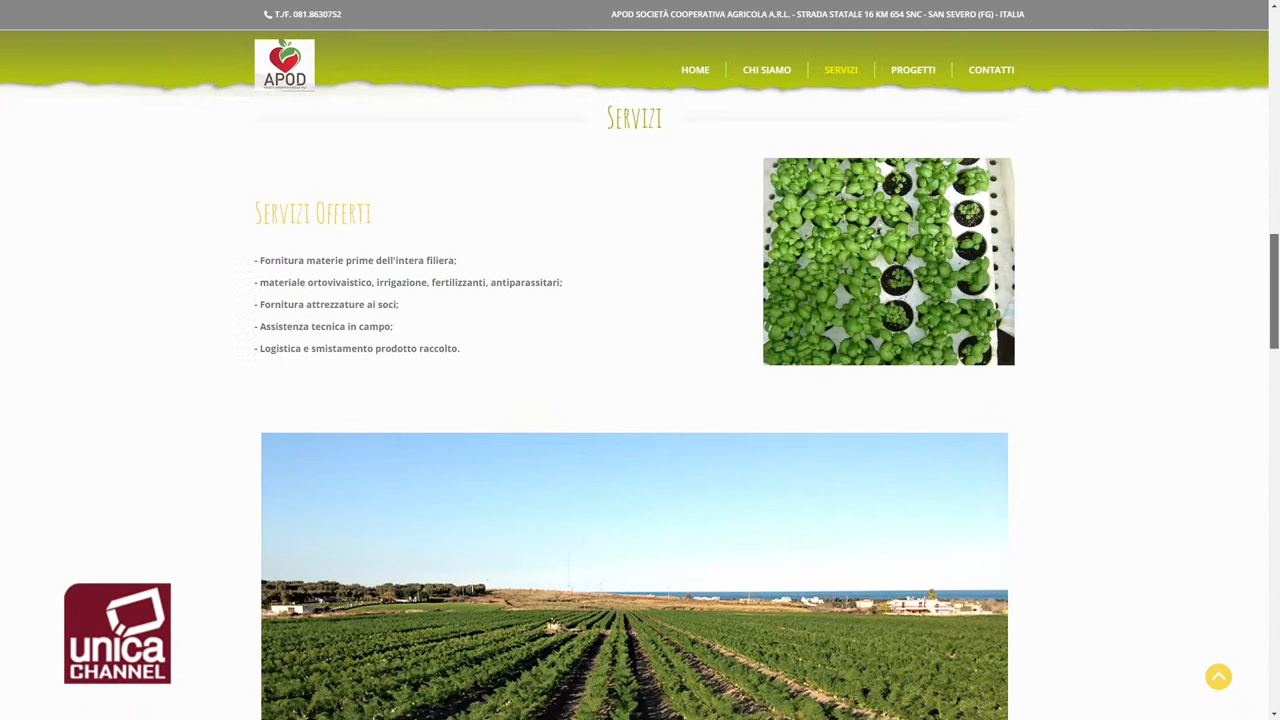 T./F. 081.8630752
APOD SOCIETÀ COOPERATIVA AGRICOLA A.R.L. - STRADA STATALE 16 KM 654 SNC - SAN SEVERO (FG) - ITALIA
APOD
HOME
CHI SIAMO
SERVIZI
PROGETTI
CONTATTI
Servizi
Servizi Offerti
- Fornitura materie prime dell'intera filiera;
- materiale ortovivaistico, irrigazione, fertilizzanti, antiparassitari;
- Fornitura attrezzature ai soci;
- Assistenza tecnica in campo;
- Logistica e smistamento prodotto raccolto.
unica
CHANNEL